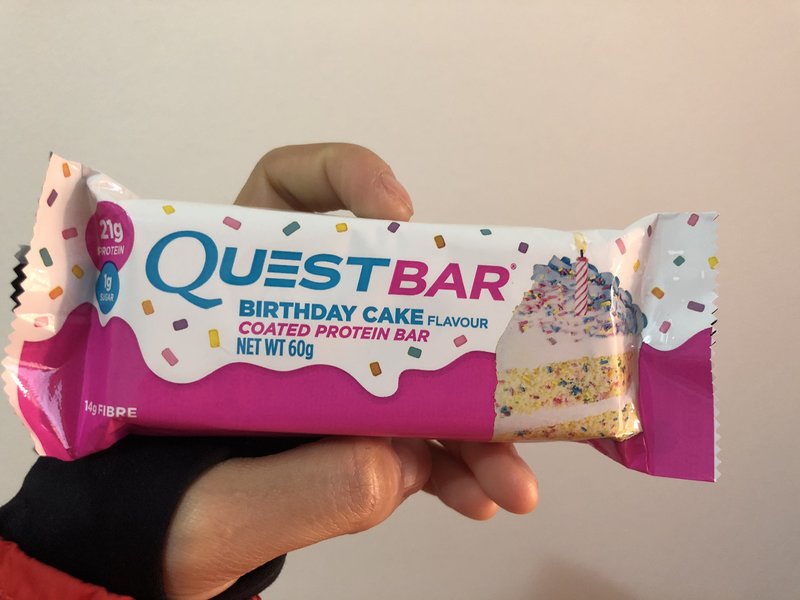 21g
PROTEIN
1g
SUGAR
QUESTBAR®
BIRTHDAY CAKE FLAVOUR
COATED PROTEIN BAR
NET WT 60g
14g FIBRE